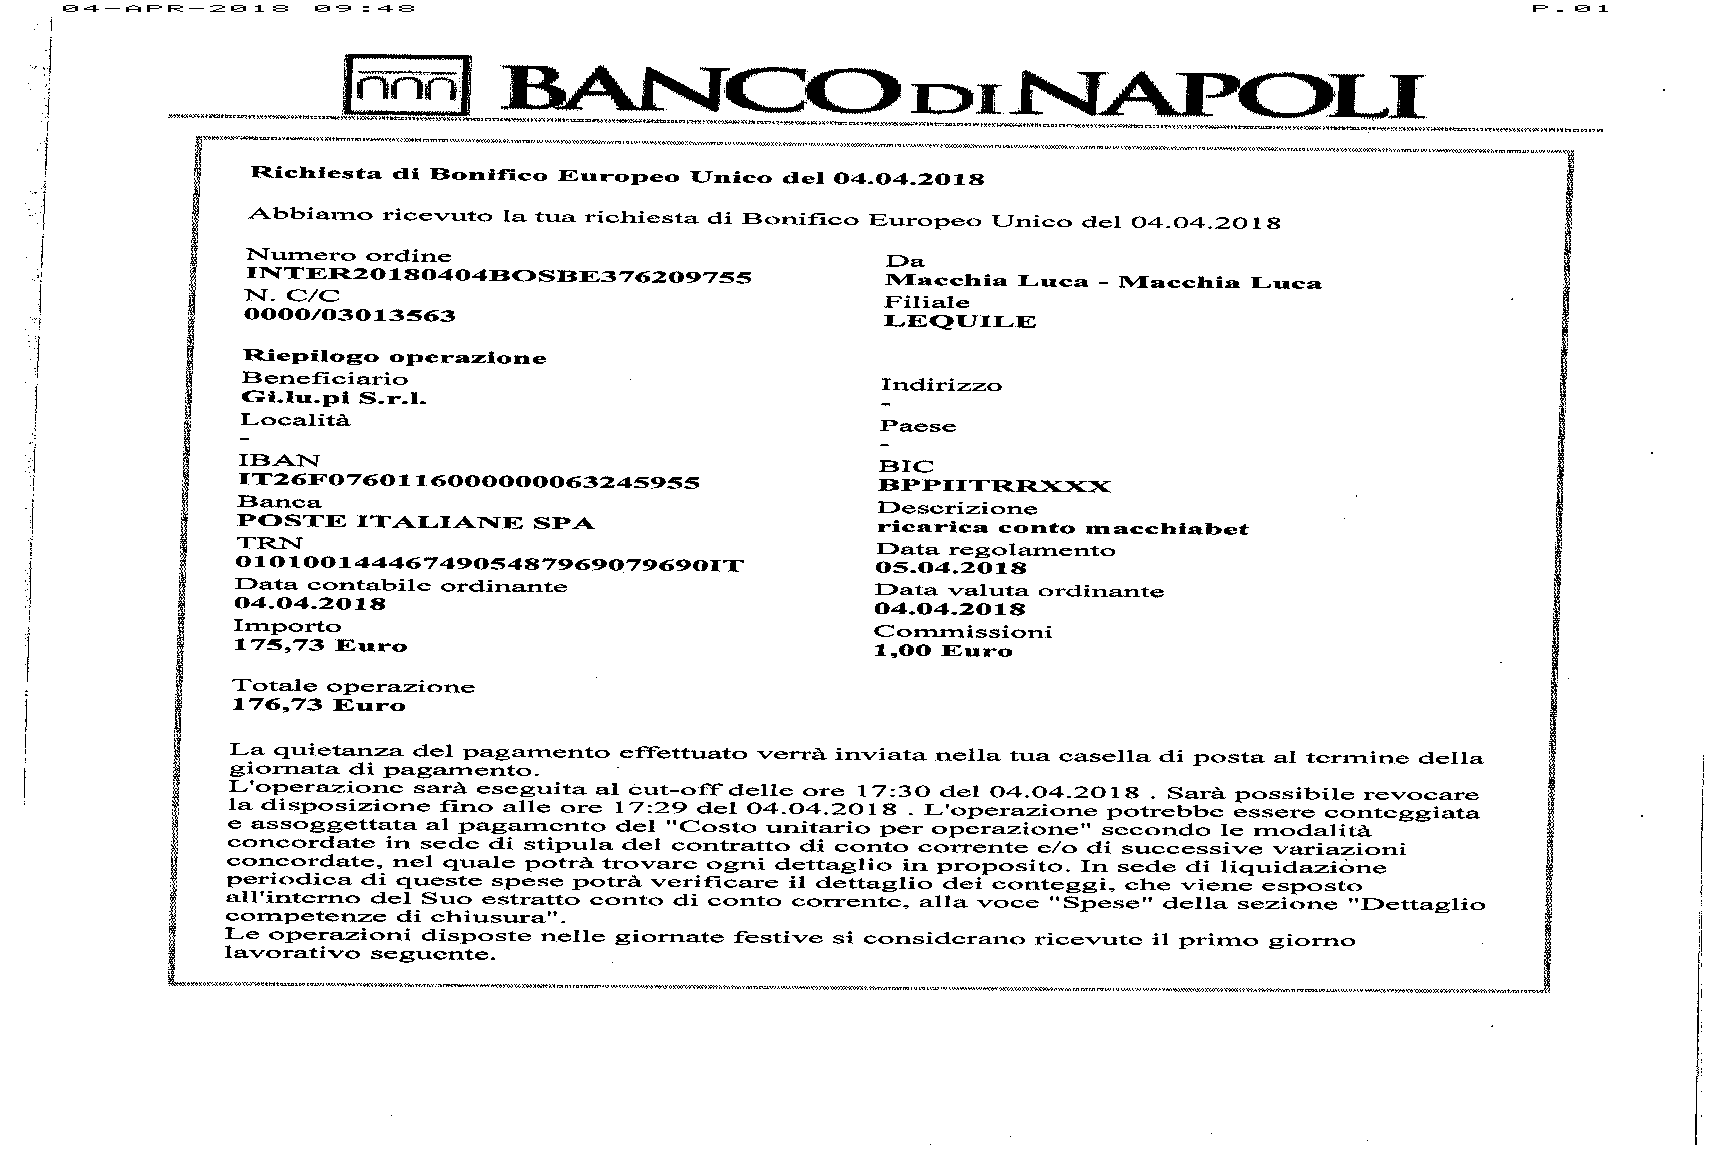 04-APR-2018 09:48 P.01
BANCO DI NAPOLI
Richiesta di Bonifico Europeo Unico del 04.04.2018
Abbiamo ricevuto la tua richiesta di Bonifico Europeo Unico del 04.04.2018
Numero ordine Da
INTER20180404BOSBE376209755 Macchia Luca - Macchia Luca
N. C/C Filiale
0000/03013563 LEQUILE
Riepilogo operazione
Beneficiario Indirizzo
Gi.lu.pi S.r.l. -
Località Paese
- -
IBAN BIC
IT26F0760116000000063245955 BPPIITRRXXX
Banca Descrizione
POSTE ITALIANE SPA ricarica conto macchiabet
TRN Data regolamento
0101001444674905487969079690IT 05.04.2018
Data contabile ordinante Data valuta ordinante
04.04.2018 04.04.2018
Importo Commissioni
175,73 Euro 1,00 Euro
Totale operazione
176,73 Euro
La quietanza del pagamento effettuato verrà inviata nella tua casella di posta al termine della
giornata di pagamento.
L'operazione sarà eseguita al cut-off delle ore 17:30 del 04.04.2018 . Sarà possibile revocare
la disposizione fino alle ore 17:29 del 04.04.2018 . L'operazione potrebbe essere conteggiata
e assoggettata al pagamento del "Costo unitario per operazione" secondo le modalità
concordate in sede di stipula del contratto di conto corrente e/o di successive variazioni
concordate, nel quale potrà trovare ogni dettaglio in proposito. In sede di liquidazione
periodica di queste spese potrà verificare il dettaglio dei conteggi, che viene esposto
all'interno del Suo estratto conto di conto corrente, alla voce "Spese" della sezione "Dettaglio
competenze di chiusura".
Le operazioni disposte nelle giornate festive si considerano ricevute il primo giorno
lavorativo seguente.